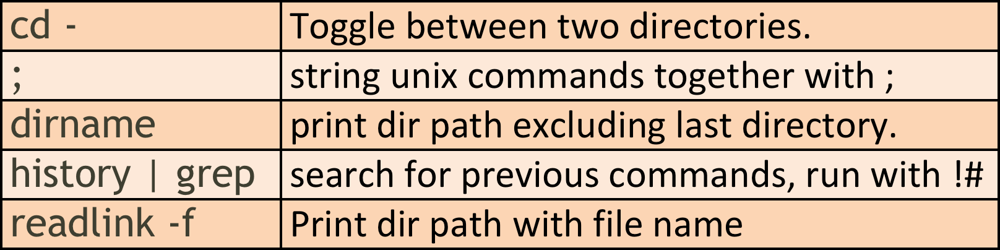 cd - Toggle between two directories.
; string unix commands together with ;
dirname print dir path excluding last directory.
history | grep search for previous commands, run with !#
readlink -f Print dir path with file name